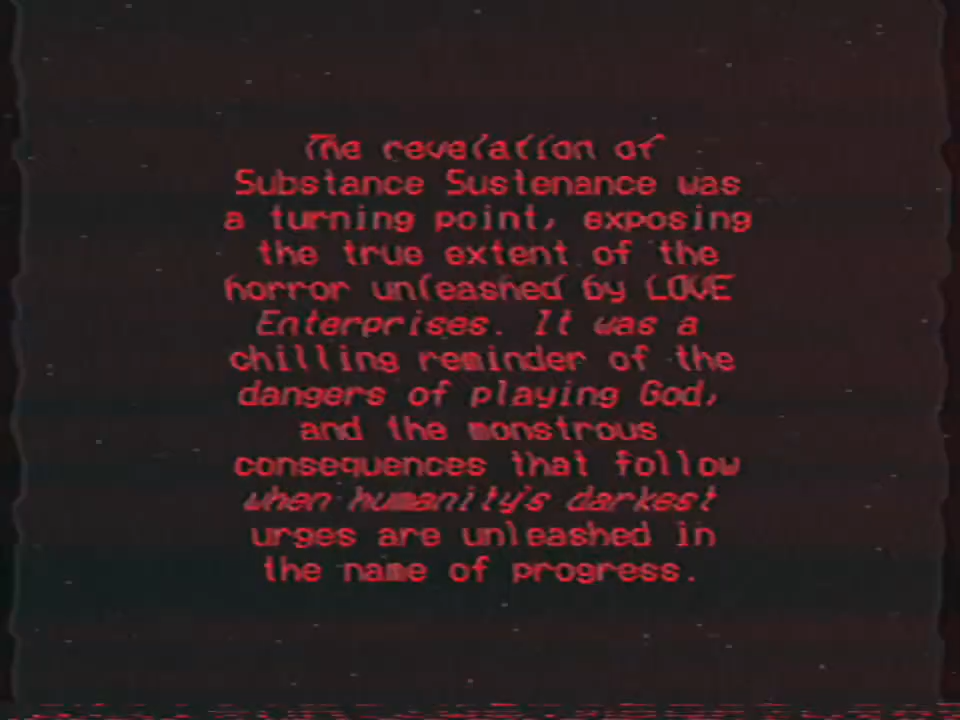 The revelation of
Substance Sustenance was
a turning point, exposing
the true extent of the
horror unleashed by LOVE
Enterprises. It was a
chilling reminder of the
dangers of playing God,
and the monstrous
consequences that follow
when humanity's darkest
urges are unleashed in
the name of progress.